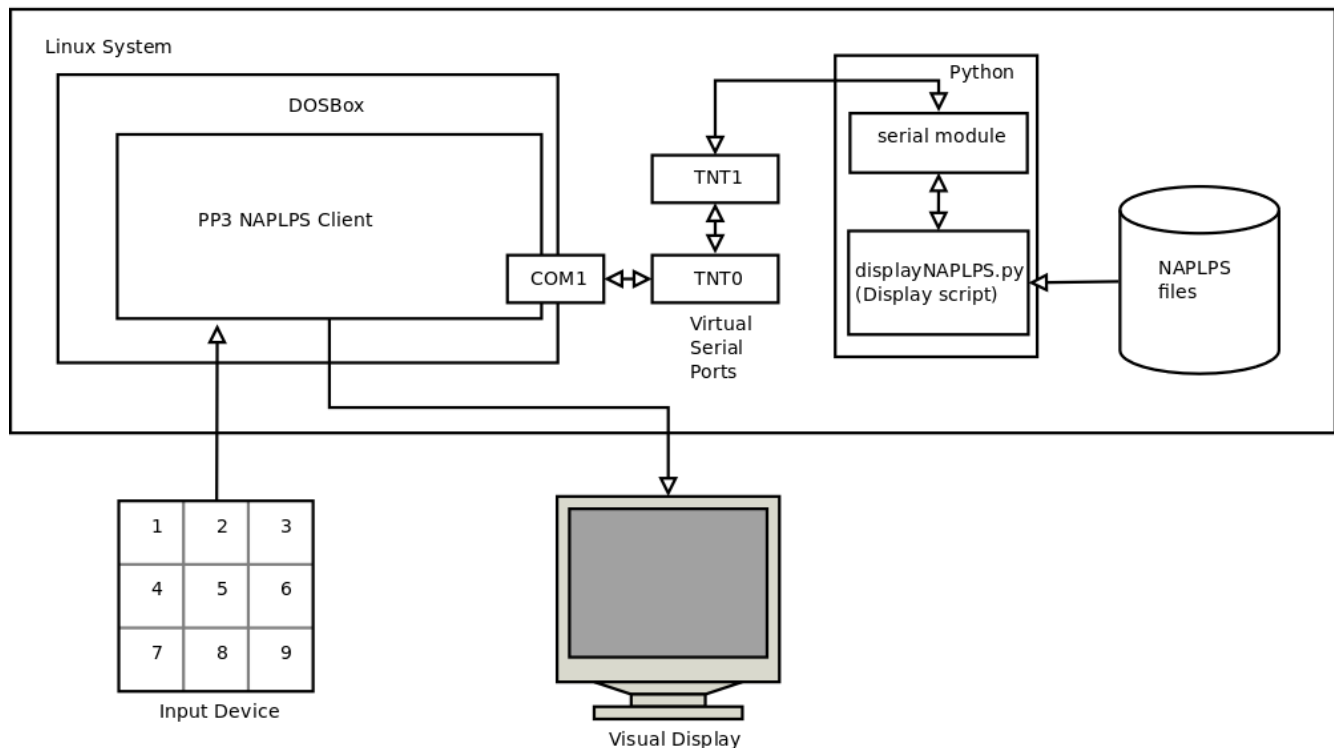 Linux System
DOSBox
PP3 NAPLPS Client
COM1
TNT1
TNT0
Virtual
Serial
Ports
Python
serial module
displayNAPLPS.py
(Display script)
NAPLPS
files
1 2 3
4 5 6
7 8 9
Input Device
Visual Display